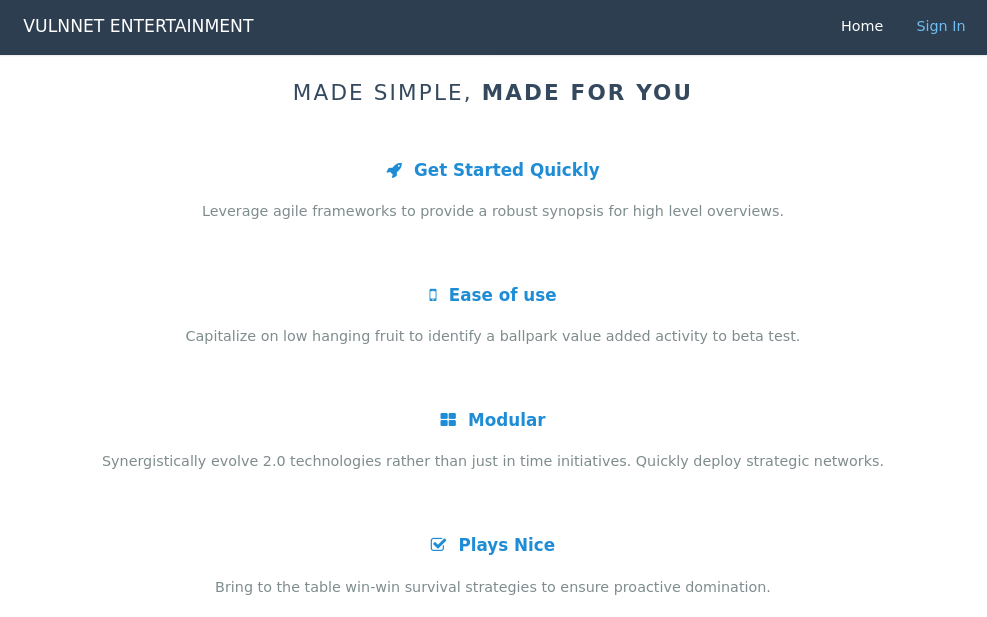 VULNNET ENTERTAINMENT
Home
Sign In
MADE SIMPLE, MADE FOR YOU
Get Started Quickly
Leverage agile frameworks to provide a robust synopsis for high level overviews.
Ease of use
Capitalize on low hanging fruit to identify a ballpark value added activity to beta test.
Modular
Synergistically evolve 2.0 technologies rather than just in time initiatives. Quickly deploy strategic networks.
Plays Nice
Bring to the table win-win survival strategies to ensure proactive domination.